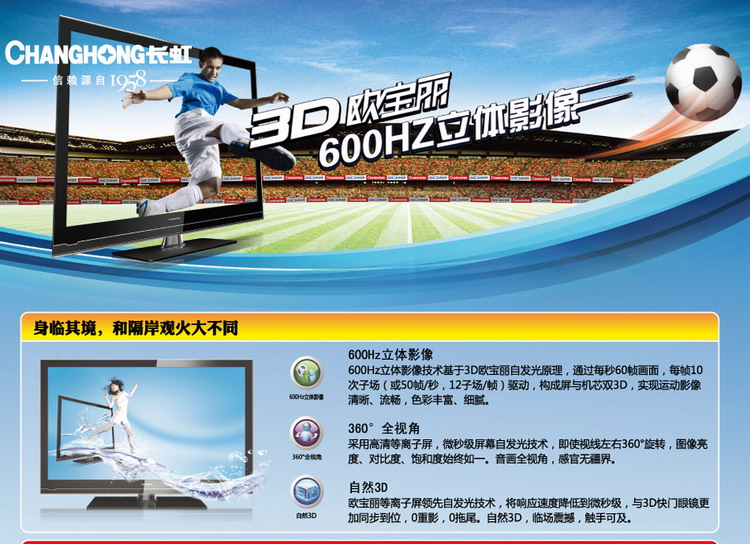 CHANGHONG长虹
信赖源自1958
3D欧宝丽
600HZ立体影像
身临其境，和隔岸观火大不同
600Hz立体影像
600Hz立体影像技术基于3D欧宝丽自发光原理，通过每秒60帧画面，每帧10
次子场（或50帧/秒，12子场/帧）驱动，构成屏与机芯双3D，实现运动影像
清晰、流畅，色彩丰富、细腻。
600Hz立体影像
360°全视角
采用高清等离子屏，微秒级屏幕自发光技术，即使视线左右360°旋转，图像亮
度、对比度、饱和度始终如一。音画全视角，感官无疆界。
360°全视角
自然3D
欧宝丽等离子屏领先自发光技术，将响应速度降低到微秒级，与3D快门眼镜更
加同步到位，0重影，0拖尾。自然3D，临场震撼，触手可及。
自然3D